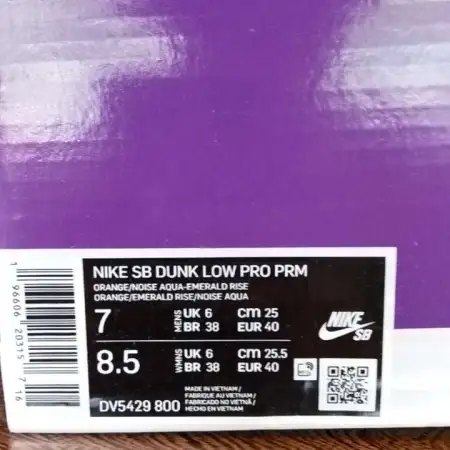 NIKE SB DUNK LOW PRO PRM
ORANGE/NOISE AQUA-EMERALD RISE
ORANGE/EMERALD RISE/NOISE AQUA
7 MENS UK 6 CM 25
BR 38 EUR 40
8.5 WMNS UK 6 CM 25.5
BR 38 EUR 40
NIKE
SB
DV5429 800
MADE IN VIETNAM /
FABRIQUE AU VIETNAM /
FABRICADO NO VIETNÃ /
HECHO EN VIETNAM
1 96606 20315 7 16